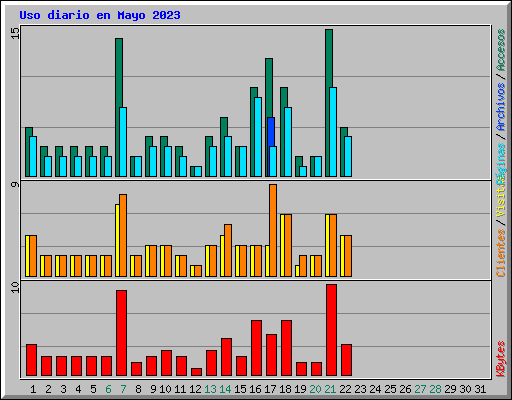 Uso diario en Mayo 2023
15
9
10
Accesos
/
Archivos
/
Páginas
Visitas
/
Clientes
KBytes
1 2 3 4 5 6 7 8 9 10 11 12 13 14 15 16 17 18 19 20 21 22 23 24 25 26 27 28 29 30 31